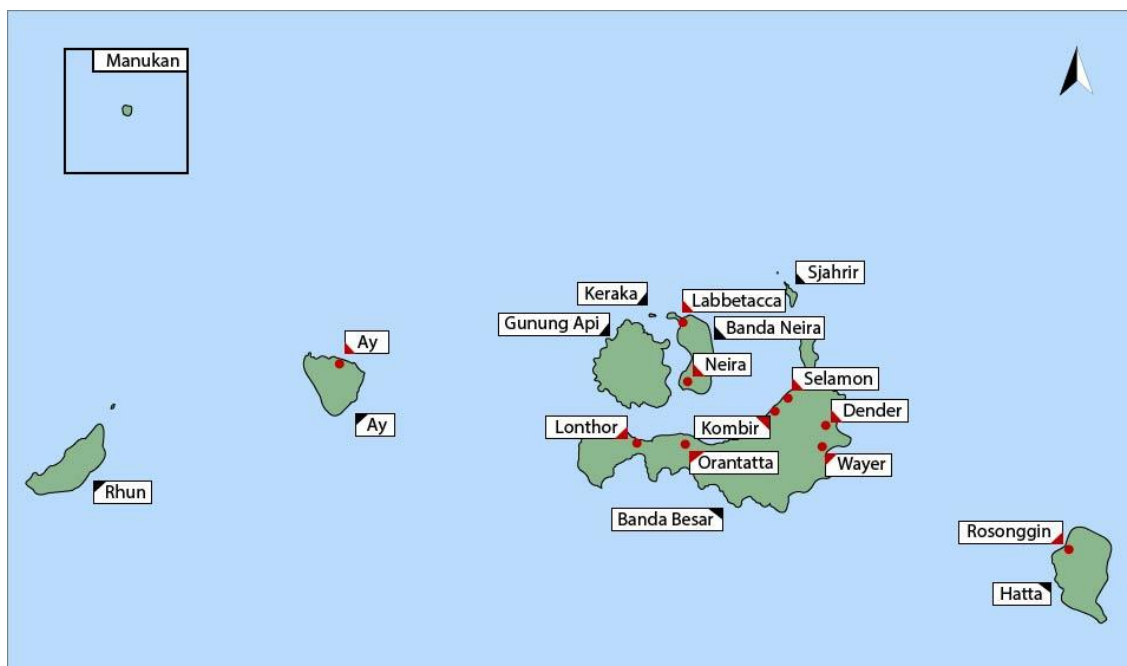 Manukan
Sjahrir
Keraka
Labbetacca
Gunung Api
Banda Neira
Ay
Neira
Selamon
Dender
Ay
Lonthor
Kombir
Orantatta
Wayer
Rhun
Banda Besar
Rosonggin
Hatta